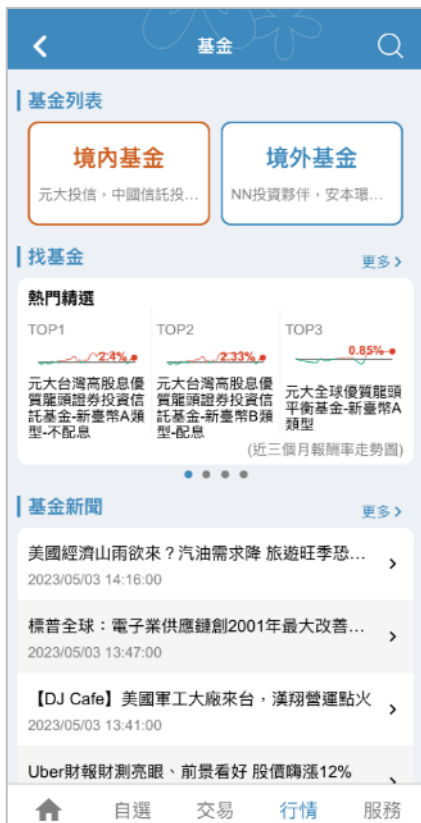 基金
基金列表
境內基金
元大投信，中國信託投...
境外基金
NN投資夥伴，安本環...
找基金
更多
熱門精選
TOP1
2.4%
元大台灣高股息優
質龍頭證券投資信
託基金-新臺幣A類
型-不配息
TOP2
2.33%
元大台灣高股息優
質龍頭證券投資信
託基金-新臺幣B類
型-配息
TOP3
0.85%
元大全球優質龍頭
平衡基金-新臺幣A
類型
(近三個月報酬率走勢圖)
基金新聞
更多
美國經濟山雨欲來？汽油需求降 旅遊旺季恐...
2023/05/03 14:16:00
標普全球：電子業供應鏈創2001年最大改善...
2023/05/03 13:47:00
【DJ Cafe】美國軍工大廠來台，漢翔營運點火
2023/05/03 13:41:00
Uber財報財測亮眼、前景看好 股價嗨漲12%
自選
交易
行情
服務